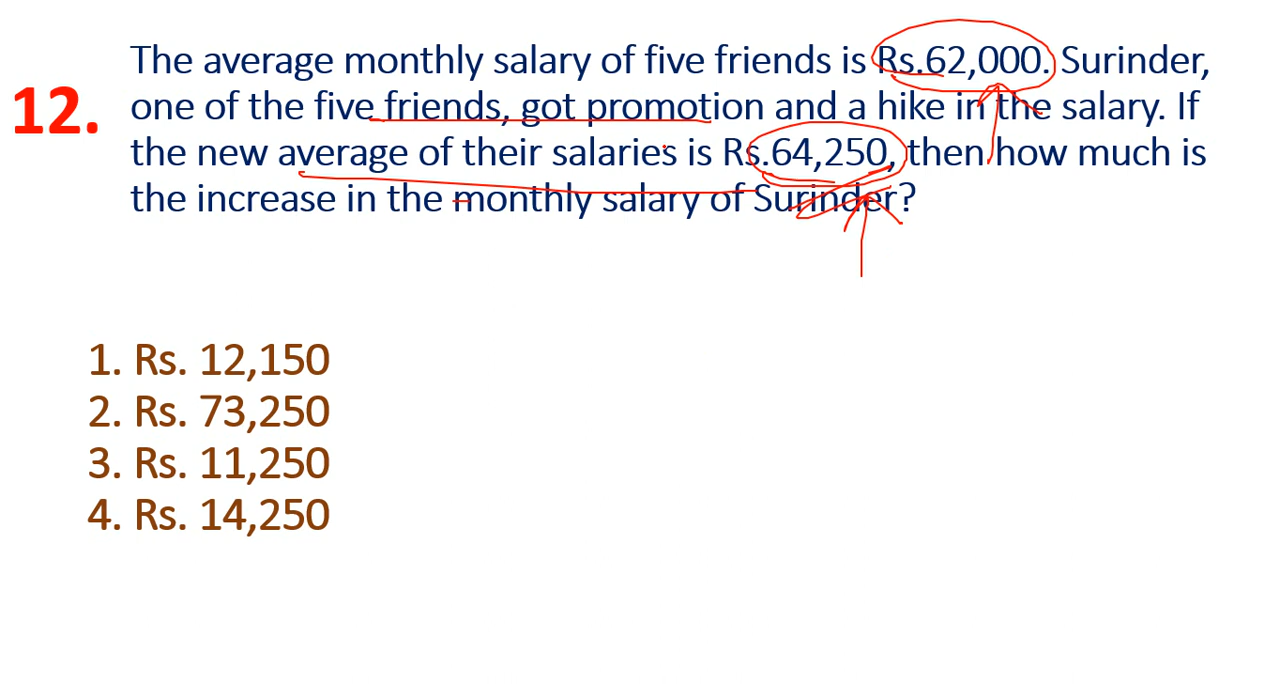 The average monthly salary of five friends is Rs.62,000. Surinder,
12. one of the five friends, got promotion and a hike in the salary. If
the new average of their salaries is Rs.64,250, then how much is
the increase in the monthly salary of Surinder?
1. Rs. 12,150
2. Rs. 73,250
3. Rs. 11,250
4. Rs. 14,250